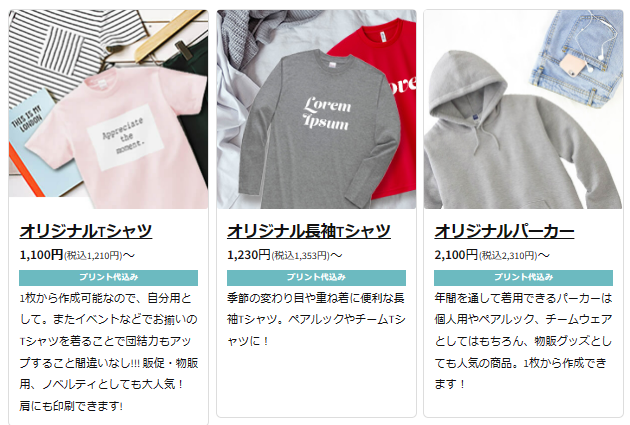 THIS IS MY
LONDON
Appreciate
the
moment.
オリジナルTシャツ
1,100円(税込1,210円)～
プリント代込み
1枚から作成可能なので、自分用と
して。またイベントなどでお揃いの
Tシャツを着ることで団結力もアッ
プすること間違いなし!!! 販促・物販
用、ノベルティとしても大人気！
肩にも印刷できます!
Lorem
Ipsum
オリジナル長袖Tシャツ
1,230円(税込1,353円)～
プリント代込み
季節の変わり目や重ね着に便利な長
袖Tシャツ。ペアルックやチームTシ
ャツに！
オリジナルパーカー
2,100円(税込2,310円)～
プリント代込み
年間を通して着用できるパーカーは
個人用やペアルック、チームウェア
としてはもちろん、物販グッズとし
ても人気の商品。1枚から作成でき
ます！